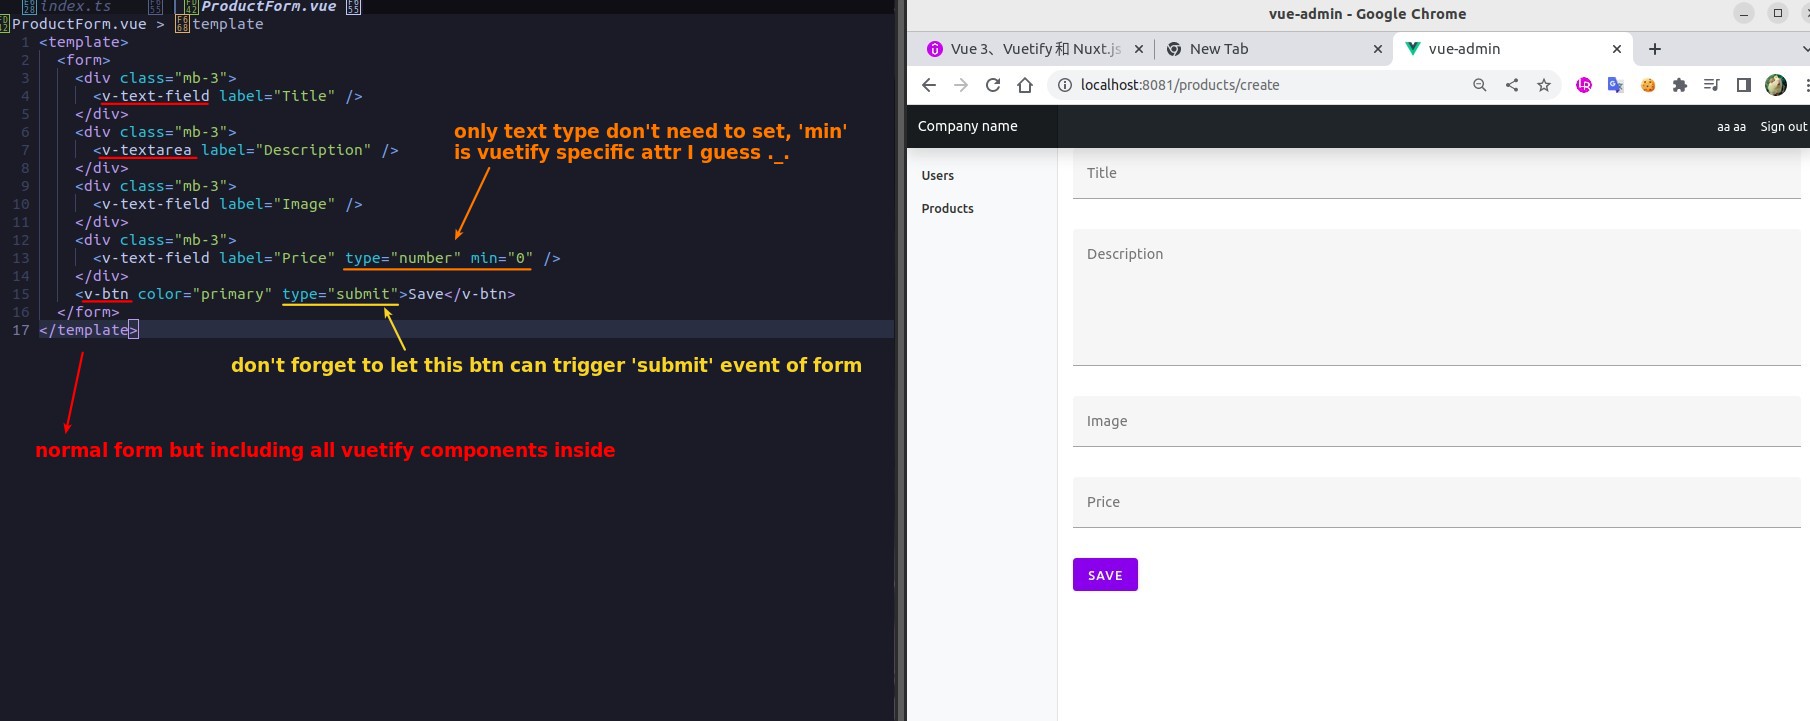 index.ts
ProductForm.vue
ProductForm.vue > template
1 <template>
2 <form>
3 <div class="mb-3">
4 <v-text-field label="Title" />
5 </div>
6 <div class="mb-3">
7 <v-textarea label="Description" />
8 </div>
9 <div class="mb-3">
10 <v-text-field label="Image" />
11 </div>
12 <div class="mb-3">
13 <v-text-field label="Price" type="number" min="0" />
14 </div>
15 <v-btn color="primary" type="submit">Save</v-btn>
16 </form>
17 </template>
only text type don't need to set, 'min'
is vuetify specific attr I guess ._.
don't forget to let this btn can trigger 'submit' event of form
normal form but including all vuetify components inside
vue-admin - Google Chrome
Vue 3、Vuetify 和 Nuxt.js
New Tab
vue-admin
localhost:8081/products/create
Company name
aa aa
Sign out
Users
Products
Title
Description
Image
Price
SAVE